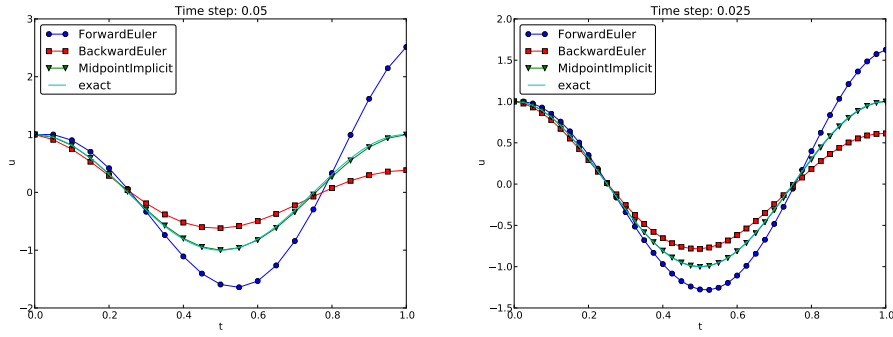 Time step: 0.05
ForwardEuler
BackwardEuler
MidpointImplicit
exact
3
2
1
0
−1
−2
u
0.0 0.2 0.4 0.6 0.8 1.0
t
Time step: 0.025
ForwardEuler
BackwardEuler
MidpointImplicit
exact
2.0
1.5
1.0
0.5
0.0
−0.5
−1.0
−1.5
u
0.0 0.2 0.4 0.6 0.8 1.0
t